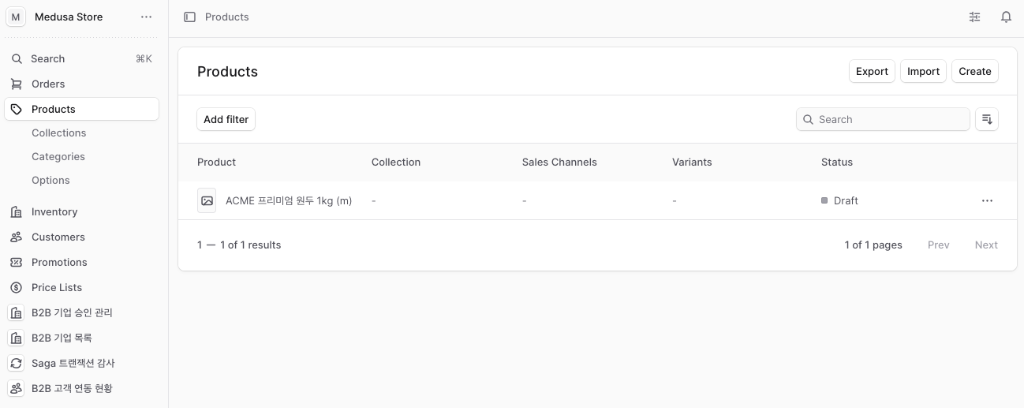 M Medusa Store ...
Products
Search ⌘K
Orders
Products
Collections
Categories
Options
Inventory
Customers
Promotions
Price Lists
B2B 기업 승인 관리
B2B 기업 목록
Saga 트랜잭션 감사
B2B 고객 연동 현황
Products
Export Import Create
Add filter
Search
Product Collection Sales Channels Variants Status
ACME 프리미엄 원두 1kg (m) - - - Draft ...
1 — 1 of 1 results 1 of 1 pages Prev Next